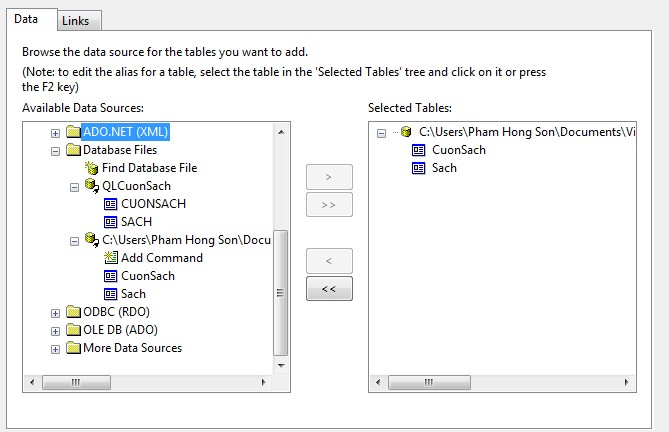 Data
Links
Browse the data source for the tables you want to add.
(Note: to edit the alias for a table, select the table in the 'Selected Tables' tree and click on it or press
the F2 key)
Available Data Sources:
Selected Tables:
ADO.NET (XML)
Database Files
Find Database File
QLCuonSach
CUONSACH
SACH
C:\Users\Pham Hong Son\Docu
Add Command
CuonSach
Sach
ODBC (RDO)
OLE DB (ADO)
More Data Sources
>
>>
<
<<
C:\Users\Pham Hong Son\Documents\Vi
CuonSach
Sach